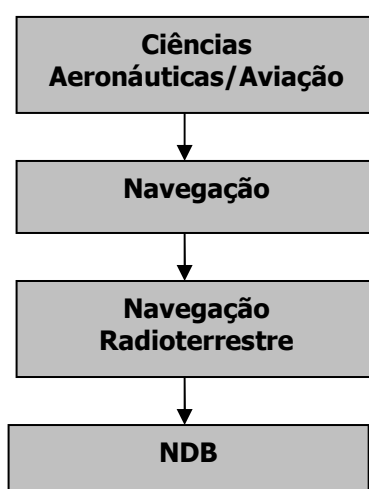 Ciências
Aeronáuticas/Aviação
Navegação
Navegação
Radioterrestre
NDB